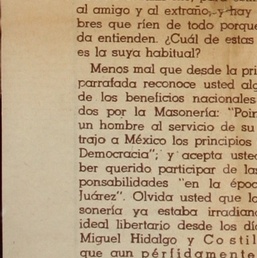 al amigo y al extraño, y hay
bres que ríen de todo porque
da entienden. ¿Cuál de estas
es la suya habitual?
Menos mal que desde la pri
parrafada reconoce usted alg
de los beneficios nacionales
dos por la Masonería: "Poin
un hombre al servicio de su
trajo a México los principios
Democracia"; y acepta usted
ber querido participar de las
ponsabilidades "en la époc
Juárez". Olvida usted que la
sonería ya estaba irradiand
ideal libertario desde los día
Miguel Hidalgo y Costill
que aun pérfidamente